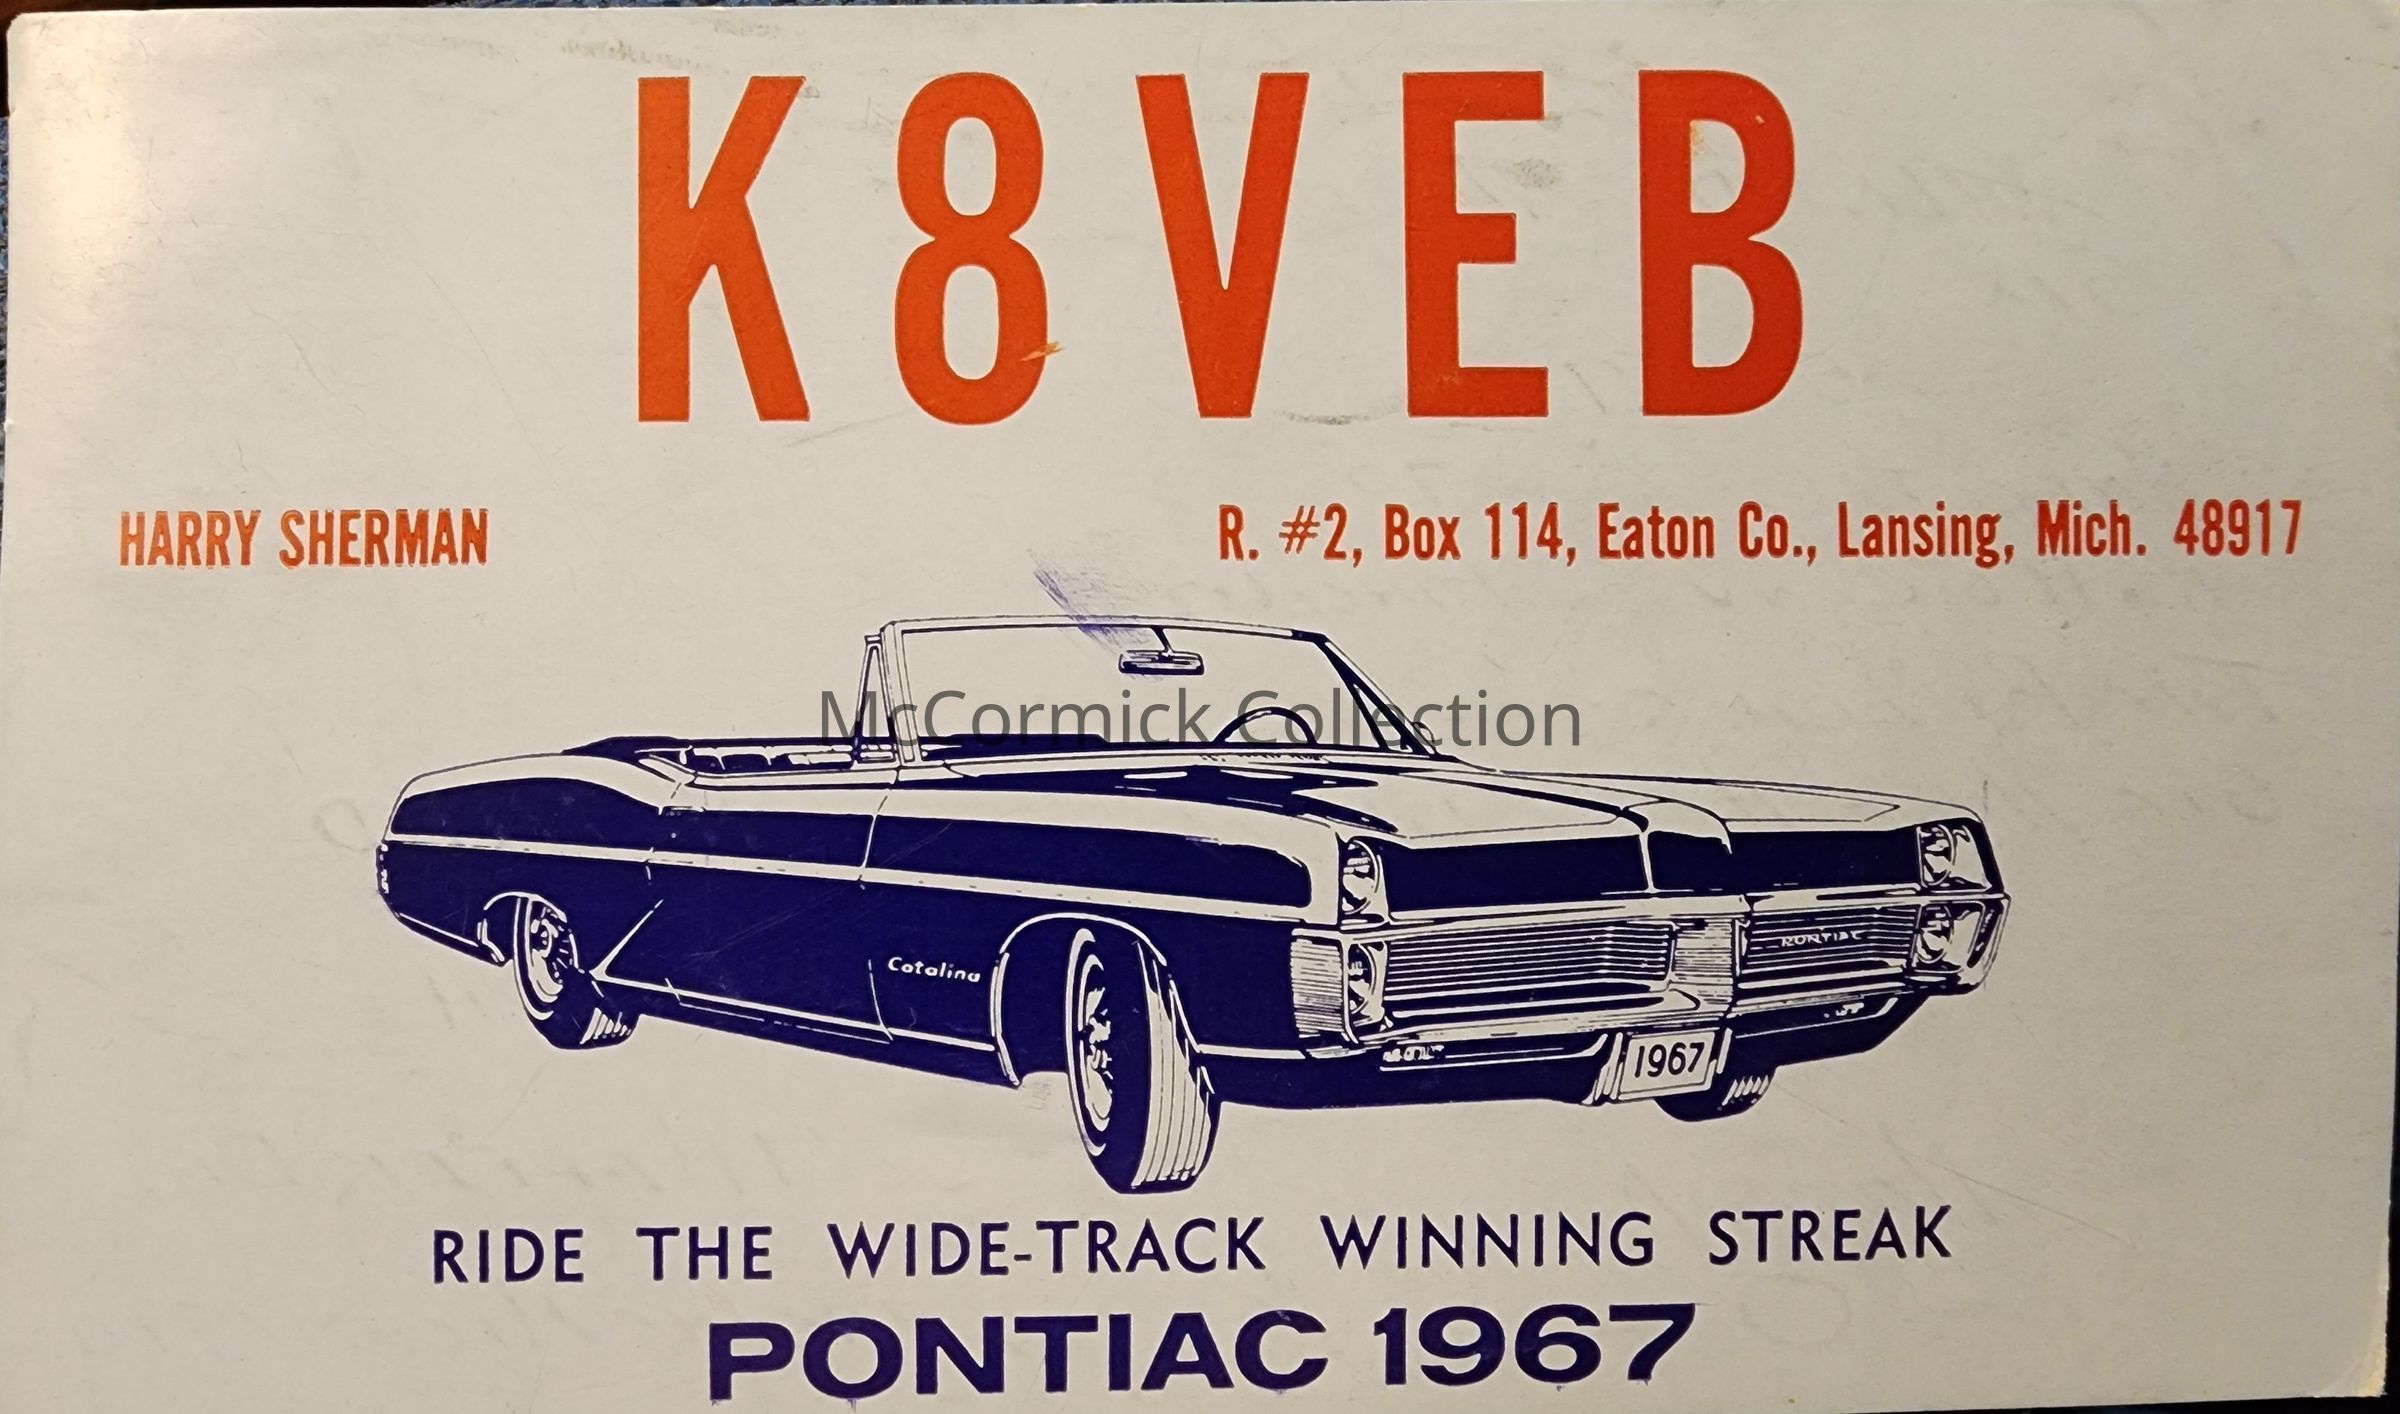 K8VEB
HARRY SHERMAN
R. #2, Box 114, Eaton Co., Lansing, Mich. 48917
McCormick Collection
Catalina
PONTIAC
1967
RIDE THE WIDE-TRACK WINNING STREAK
PONTIAC 1967